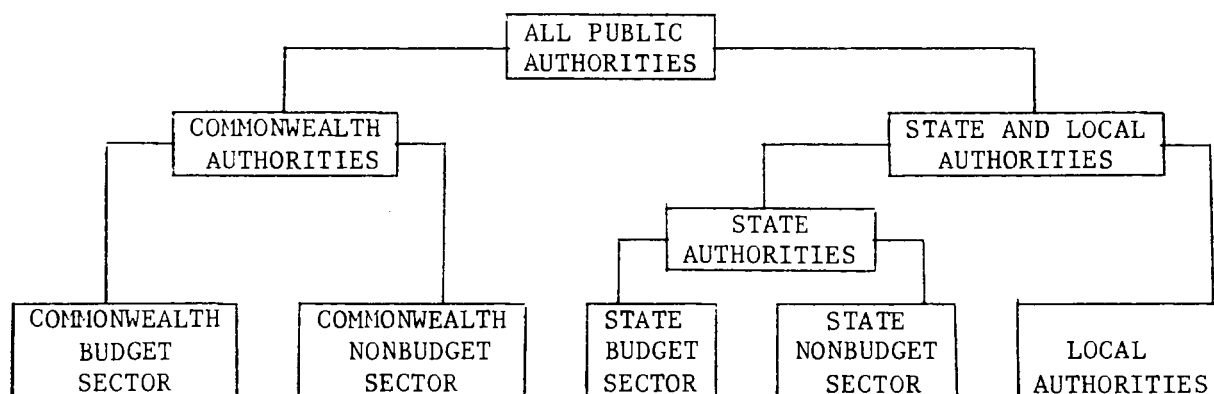 ALL PUBLIC
AUTHORITIES
COMMONWEALTH
AUTHORITIES
STATE AND LOCAL
AUTHORITIES
STATE
AUTHORITIES
COMMONWEALTH
BUDGET
SECTOR
COMMONWEALTH
NONBUDGET
SECTOR
STATE
BUDGET
SECTOR
STATE
NONBUDGET
SECTOR
LOCAL
AUTHORITIES